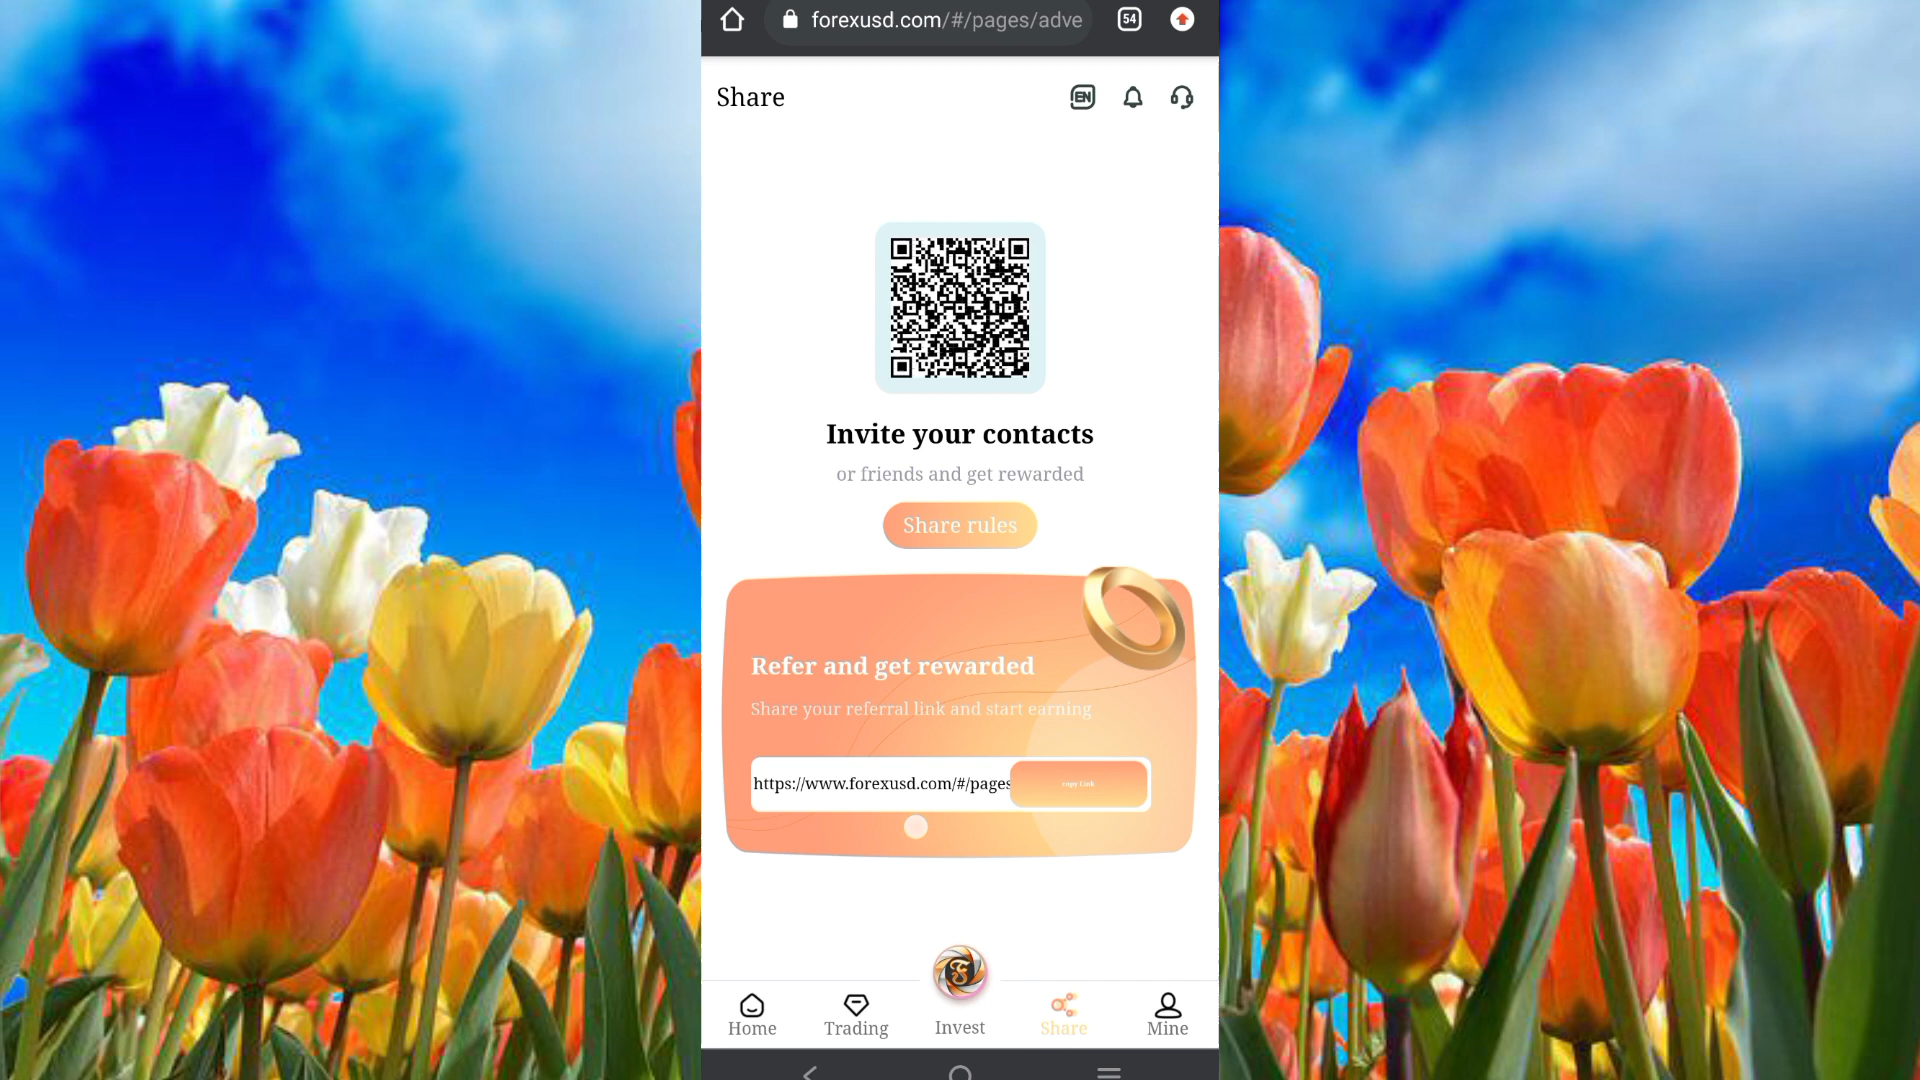 forexusd.com/#/pages/adve
54
Share
EN
Invite your contacts
or friends and get rewarded
Share rules
Refer and get rewarded
Share your referral link and start earning
https://www.forexusd.com/#/pages
copy Link
Home
Trading
Invest
Share
Mine